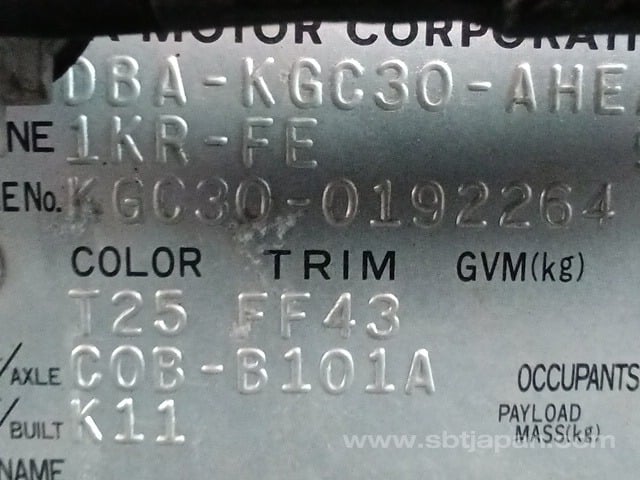 A MOTOR CORPORATI
DBA-KGC30-AHE
NE 1KR-FE
E No. KGC30-0192264
COLOR TRIM GVM(kg)
T25 FF43
/AXLE C0B-B101A OCCUPANTS
/BUILT K11 PAYLOAD MASS(kg)
www.sbtjapan.com
NAME